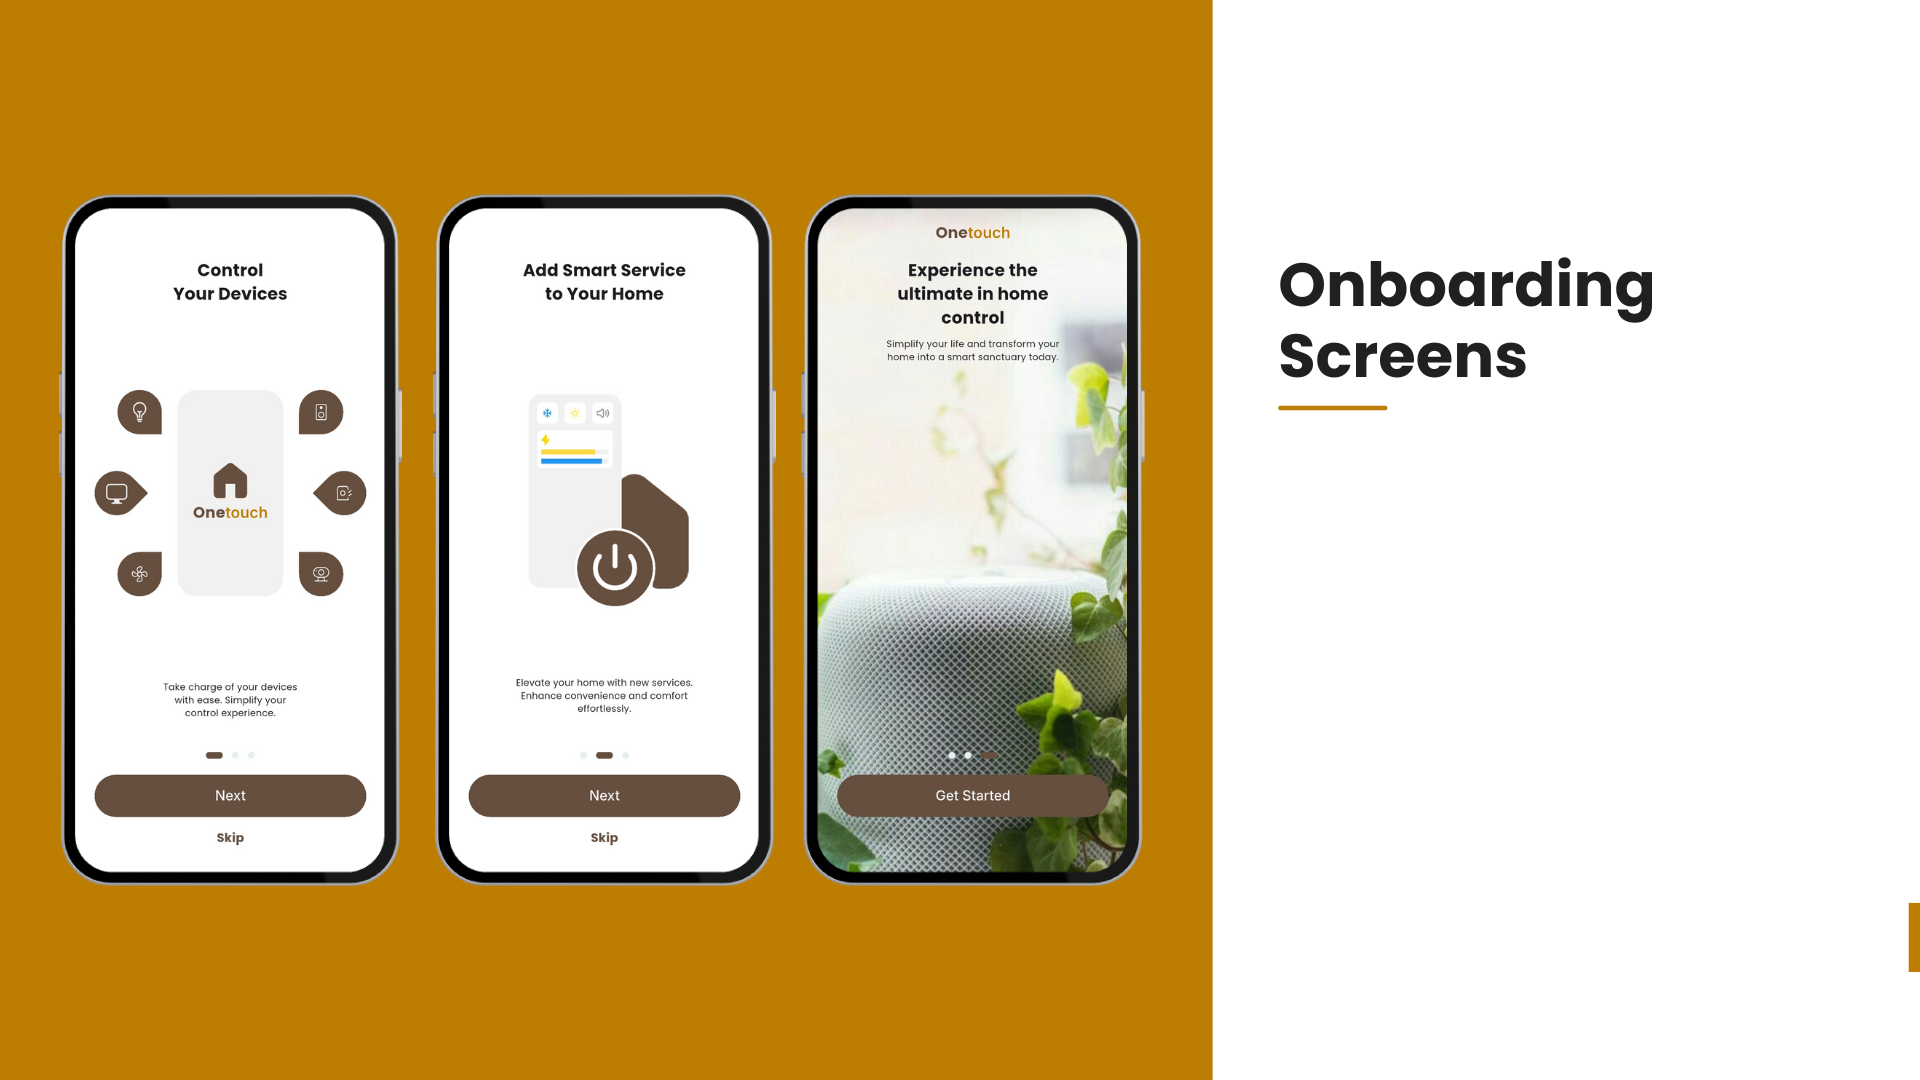 Control
Your Devices
Onetouch
Take charge of your devices
with ease. Simplify your
control experience.
Next
Skip
Add Smart Service
to Your Home
Elevate your home with new services.
Enhance convenience and comfort
effortlessly.
Next
Skip
Onetouch
Experience the
ultimate in home
control
Simplify your life and transform your
home into a smart sanctuary today.
Get Started
Onboarding
Screens